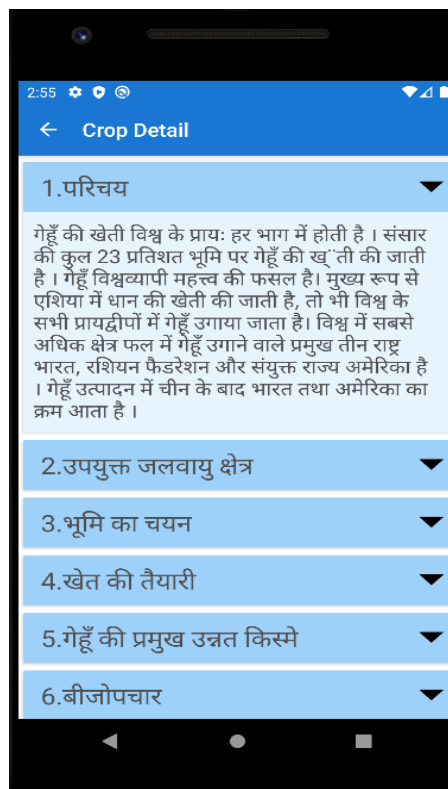 2:55
Crop Detail
1.परिचय
गेहूँ की खेती विश्व के प्रायः हर भाग में होती है । संसार
की कुल 23 प्रतिशत भूमि पर गेहूँ की ख्¨ती की जाती
है । गेहूँ विश्वव्यापी महत्त्व की फसल है। मुख्य रूप से
एशिया में धान की खेती की जाती है, तो भी विश्व के
सभी प्रायद्वीपों में गेहूँ उगाया जाता है। विश्व में सबसे
अधिक क्षेत्र फल में गेहूँ उगाने वाले प्रमुख तीन राष्ट्र
भारत, रशियन फैडरेशन और संयुक्त राज्य अमेरिका है
। गेहूँ उत्पादन में चीन के बाद भारत तथा अमेरिका का
क्रम आता है ।
2.उपयुक्त जलवायु क्षेत्र
3.भूमि का चयन
4.खेत की तैयारी
5.गेहूँ की प्रमुख उन्नत किस्मे
6.बीजोपचार